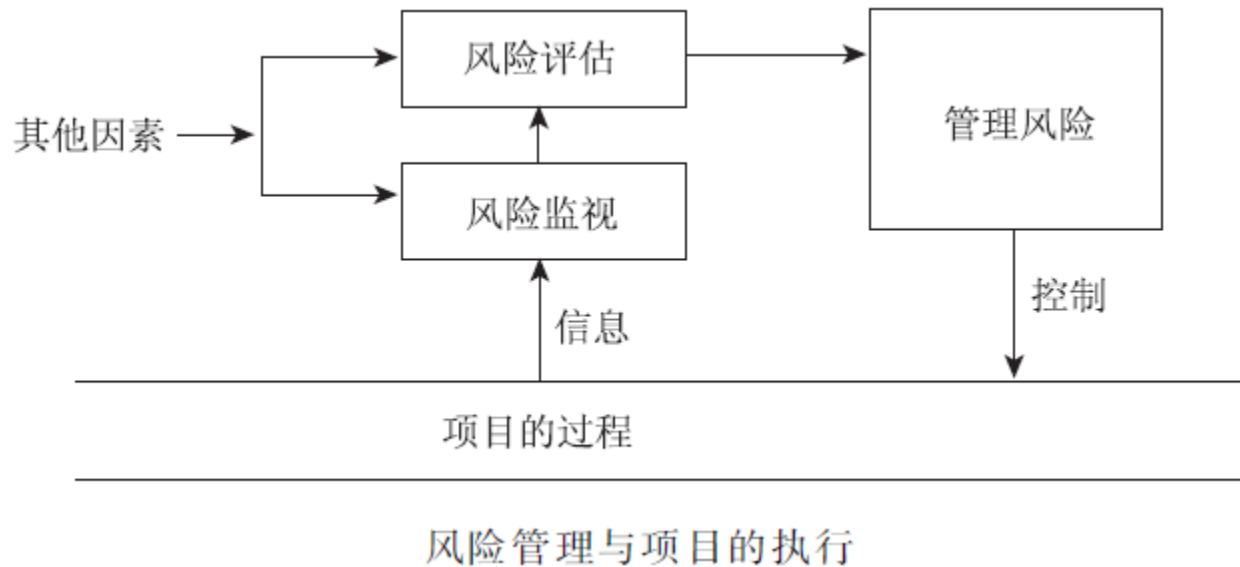 风险评估
管理风险
其他因素
风险监视
控制
信息
项目的过程
风险管理与项目的执行